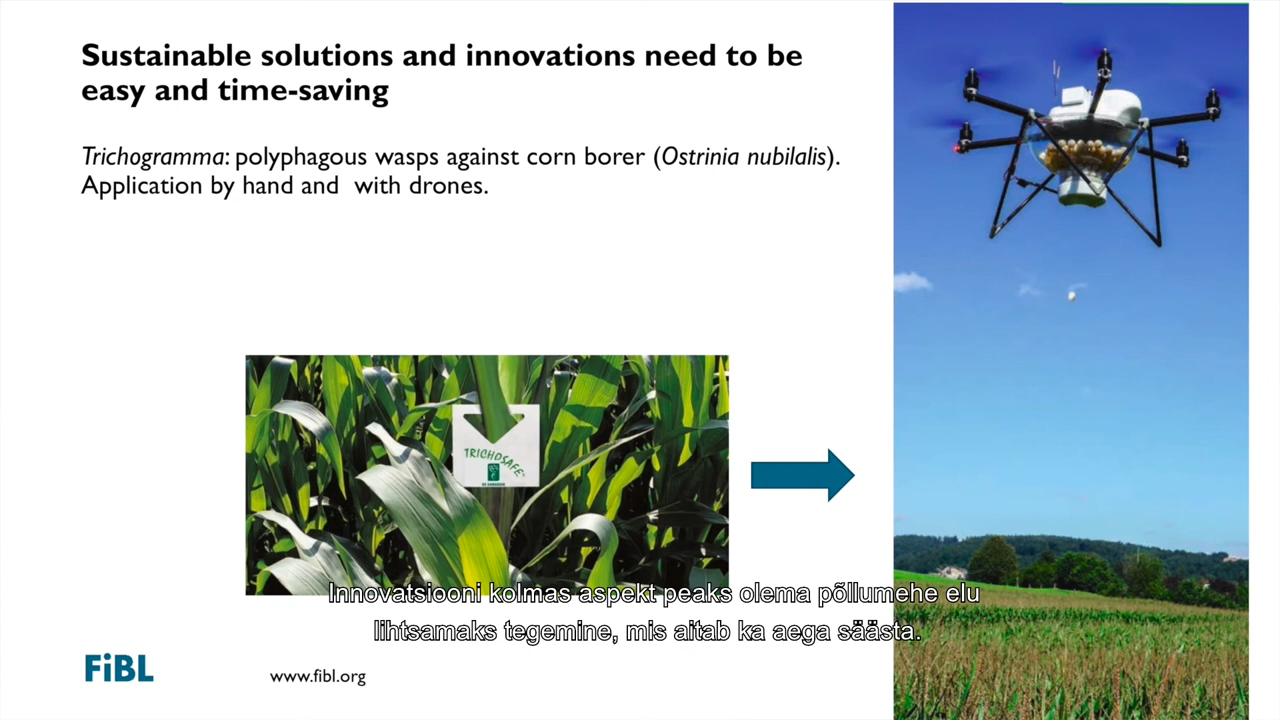 Sustainable solutions and innovations need to be
easy and time-saving
Trichogramma: polyphagous wasps against corn borer (Ostrinia nubilalis).
Application by hand and with drones.
TRICHOSAFE
Innovatsiooni kolmas aspekt peaks olema põllumehe elu
lihtsamaks tegemine, mis aitab ka aega säästa.
FiBL
www.fibl.org